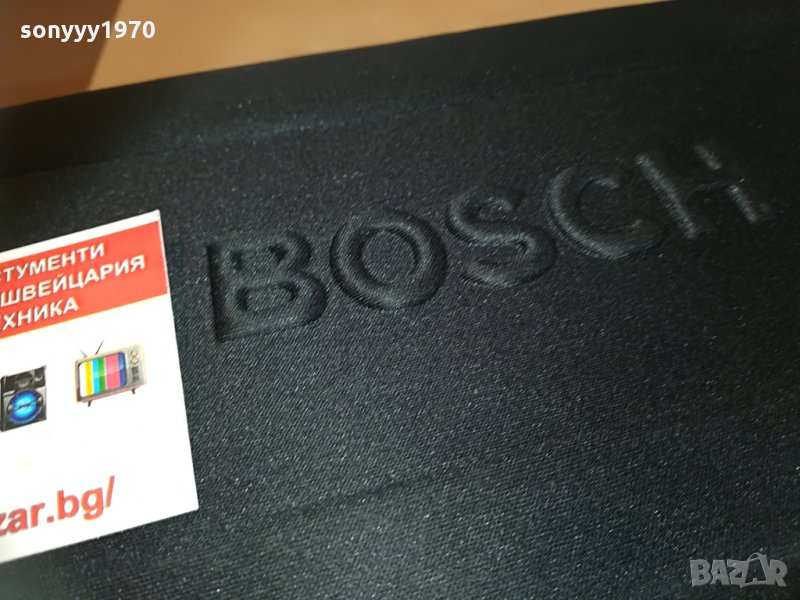 sonyyy1970
BOSCH
ТУМЕНТИ
ШВЕЙЦАРИЯ
ХНИКА
zar.bg/
BAZAR